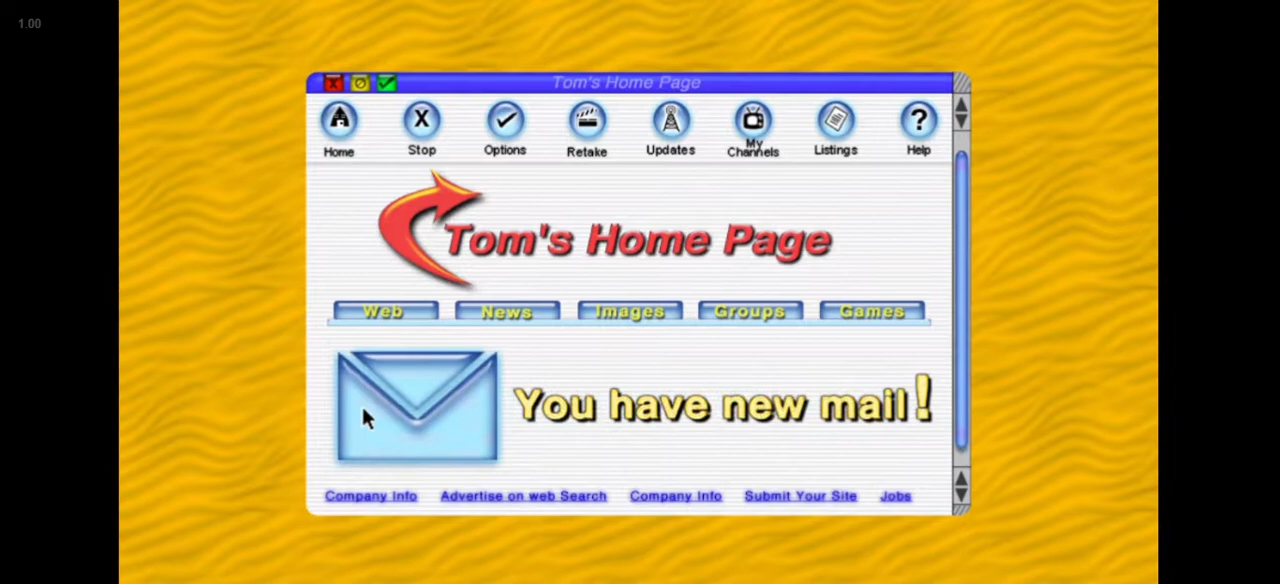 1.00
Tom's Home Page
X
Home
Stop
Options
Retake
Updates
My
Channels
Listings
?
Help
Tom's Home Page
Web News Images Groups Games
You have new mail!
Company Info Advertise on web Search Company Info Submit Your Site Jobs